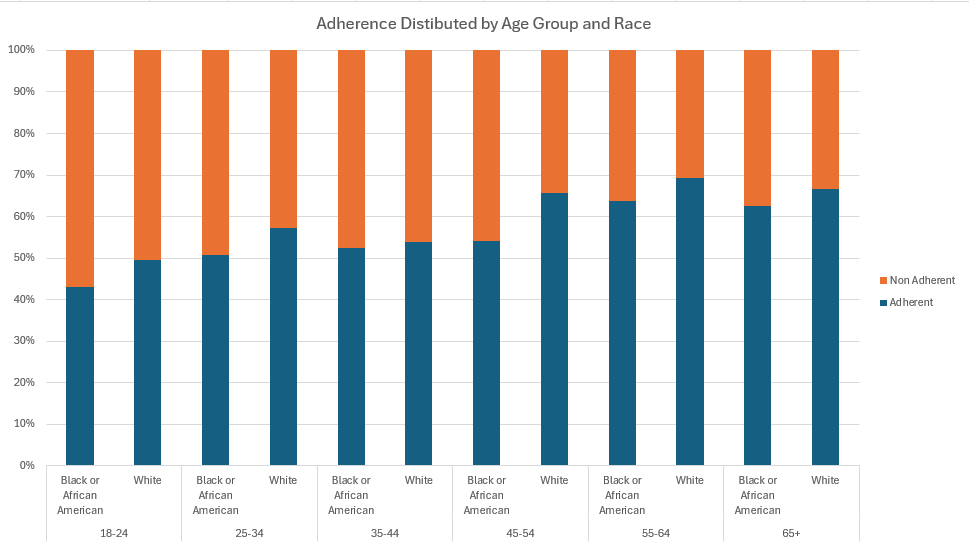 Adherence Distibuted by Age Group and Race
100%
90%
80%
70%
60%
50%
40%
30%
20%
10%
0%
Non Adherent
Adherent
Black or African American
White
Black or African American
White
Black or African American
White
Black or African American
White
Black or African American
White
Black or African American
White
18-24
25-34
35-44
45-54
55-64
65+